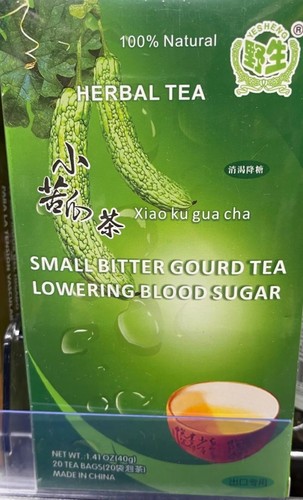 100% Natural
YESHENG
®
野生
HERBAL TEA
消渴降糖
小
苦瓜茶
Xiao ku gua cha
SMALL BITTER GOURD TEA
LOWERING BLOOD SUGAR
NET WT. 1.41 OZ(40g)
20 TEA BAGS(20袋泡茶)
MADE IN CHINA
出口专用